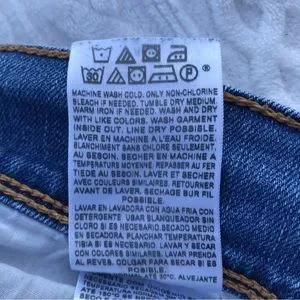 MACHINE WASH COLD. ONLY NON-CHLORINE
BLEACH IF NEEDED. TUMBLE DRY MEDIUM.
WARM IRON IF NEEDED. WASH AND DRY
WITH LIKE COLORS. WASH GARMENT
INSIDE OUT. LINE DRY POSSIBLE.
LAVER EN MACHINE A L'EAU FROIDE.
BLANCHIMENT SANS CHLORE SEULEMENT
AU BESOIN. SECHER EN MACHINE A
TEMPERATURE MOYENNE. REPASSER AU FER
TIEDE AU BESOIN. LAVER ET SECHER
AVEC COULEURS SIMILAIRES. RETOURNER
AVANT DE LAVER. SECHAGE SUR FIL
POSSIBLE.
LAVAR EN LAVADORA CON AGUA FRIA CON
DETERGENTE. USAR BLANQUEADOR SIN
CLORO SI ES NECESARIO. CICLO MEDIO
EN SECADORA. PLANCHAR TEMPERATURA
TIBIA SI ES NECESARIO. LAVAR Y SECAR
CON COLORES SIMILARES. LAVAR PRENDA
AL REVES. COLGAR PARA SECAR SI ES
POSIBLE.
ATE 30°C. ALVEJANTE